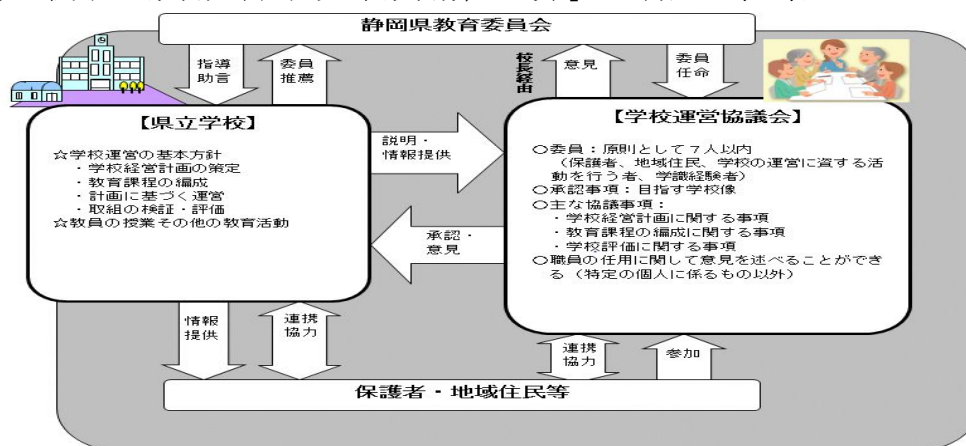 静岡県教育委員会
指導
助言
委員
推薦
校長経由
意見
委員
任命
【県立学校】
☆学校運営の基本方針
・学校経営計画の策定
・教育課程の編成
・計画に基づく運営
・取組の検証・評価
☆教員の授業その他の教育活動
説明・
情報提供
承認・
意見
【学校運営協議会】
○委員:原則として7人以内
(保護者、地域住民、学校の運営に資する活
動を行う者、学識経験者)
○承認事項:目指す学校像
○主な協議事項:
・学校経営計画に関する事項
・教育課程の編成に関する事項
・学校評価に関する事項
○職員の任用に関して意見を述べることができ
る(特定の個人に係るもの以外)
情報
提供
連携
協力
連携
協力
参加
保護者・地域住民等